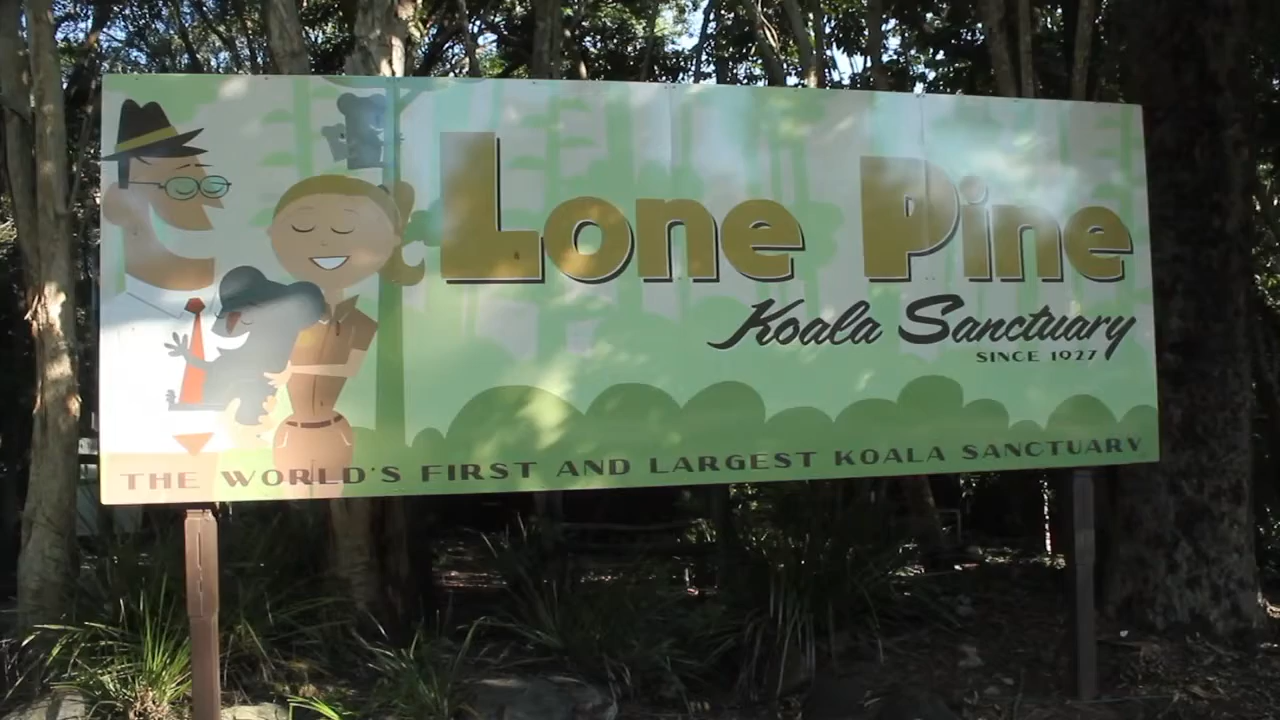 Lone Pine
Koala Sanctuary
SINCE 1927
THE WORLD'S FIRST AND LARGEST KOALA SANCTUARY